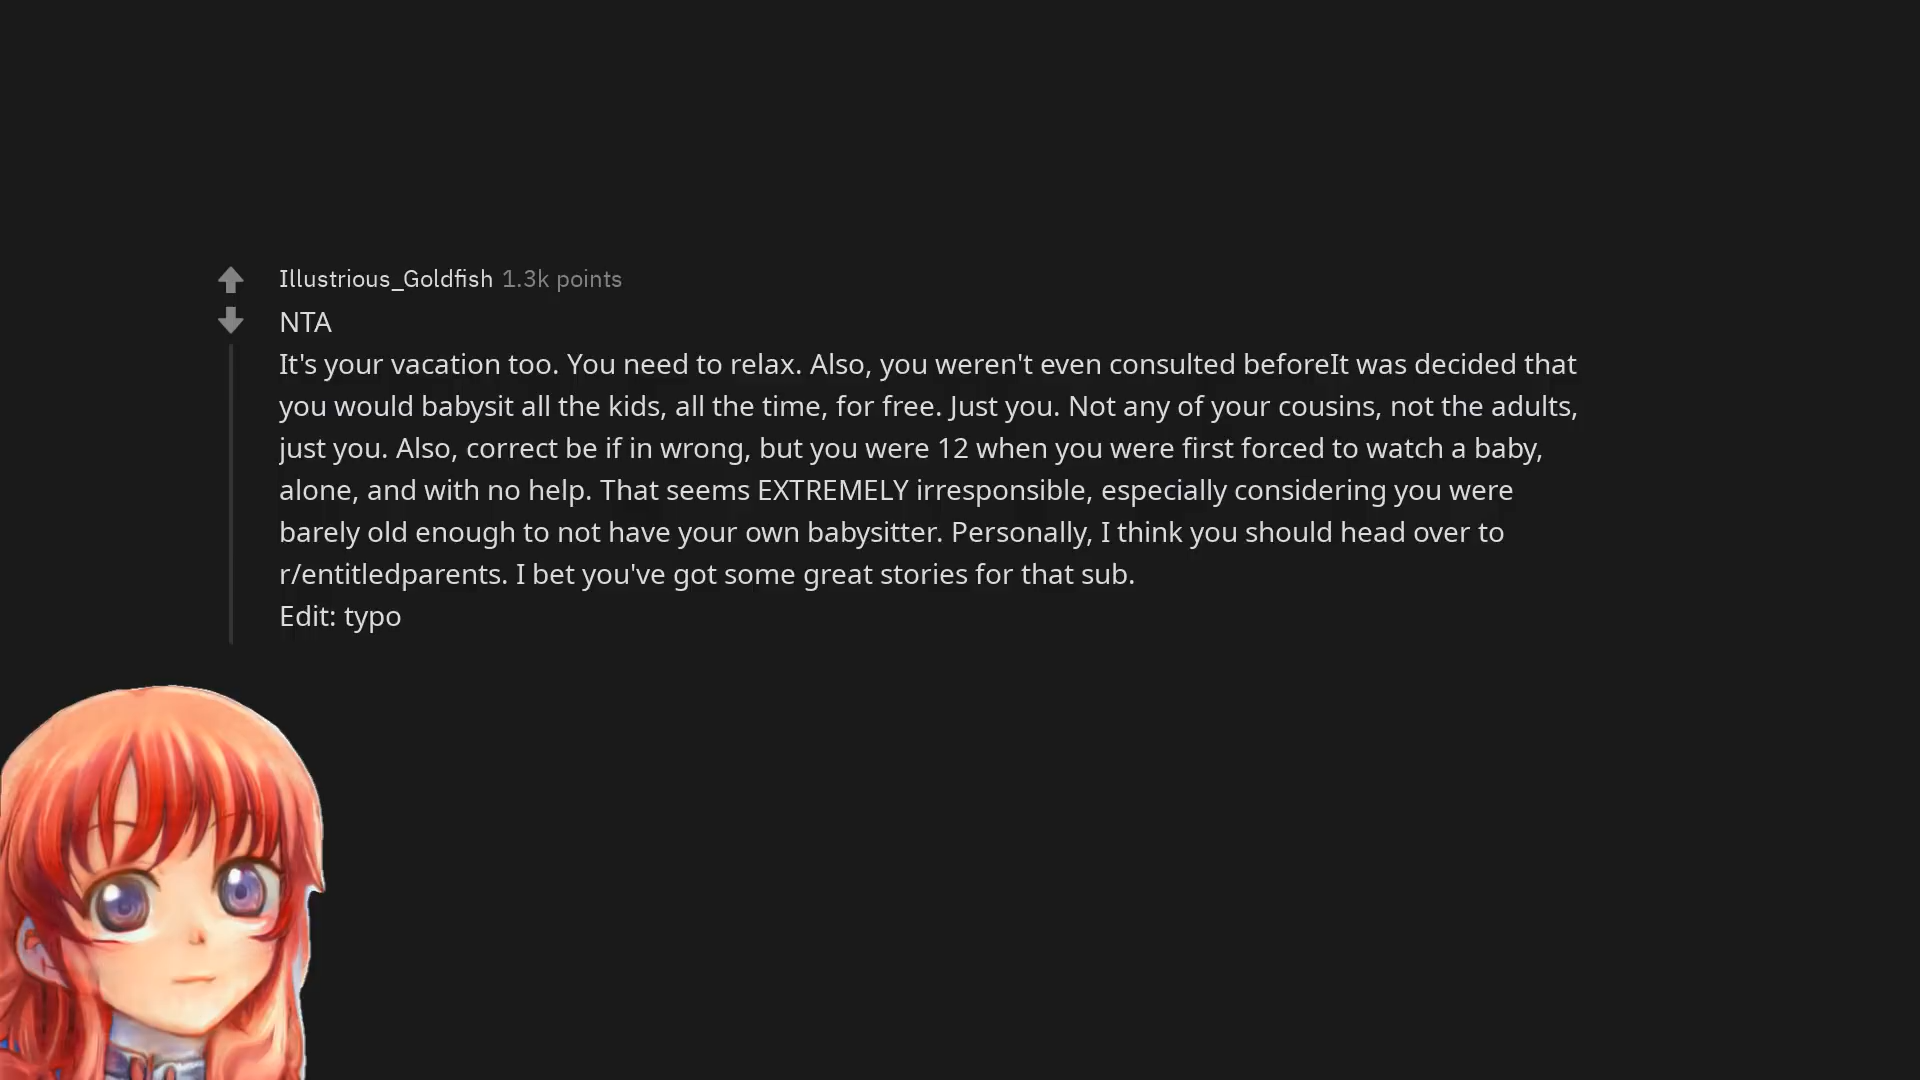 Illustrious_Goldfish 1.3k points
NTA
It's your vacation too. You need to relax. Also, you weren't even consulted beforeIt was decided that
you would babysit all the kids, all the time, for free. Just you. Not any of your cousins, not the adults,
just you. Also, correct be if in wrong, but you were 12 when you were first forced to watch a baby,
alone, and with no help. That seems EXTREMELY irresponsible, especially considering you were
barely old enough to not have your own babysitter. Personally, I think you should head over to
r/entitledparents. I bet you've got some great stories for that sub.
Edit: typo